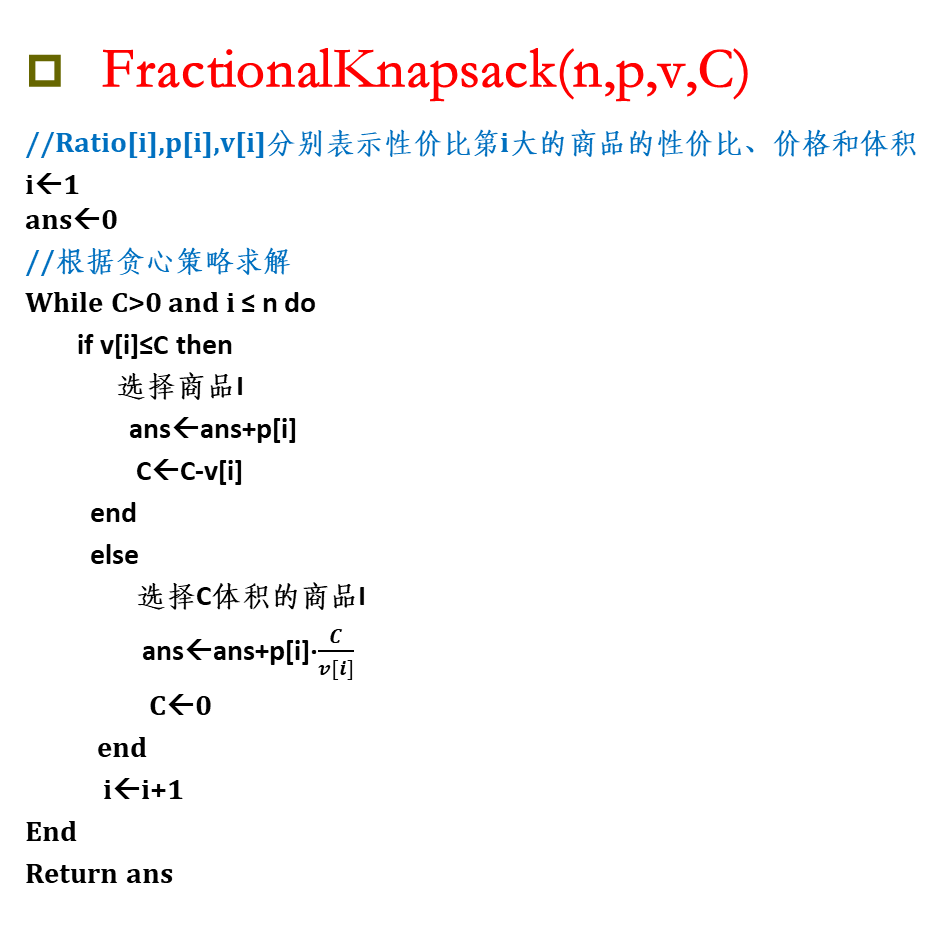 FractionalKnapsack(n,p,v,C)
//Ratio[i],p[i],v[i]分别表示性价比第i大的商品的性价比、价格和体积
i←1
ans←0
//根据贪心策略求解
While C>0 and i ≤ n do
if v[i]≤C then
选择商品I
ans←ans+p[i]
C←C-v[i]
end
else
选择C体积的商品I
ans←ans+p[i]·C/v[i]
C←0
end
i←i+1
End
Return ans